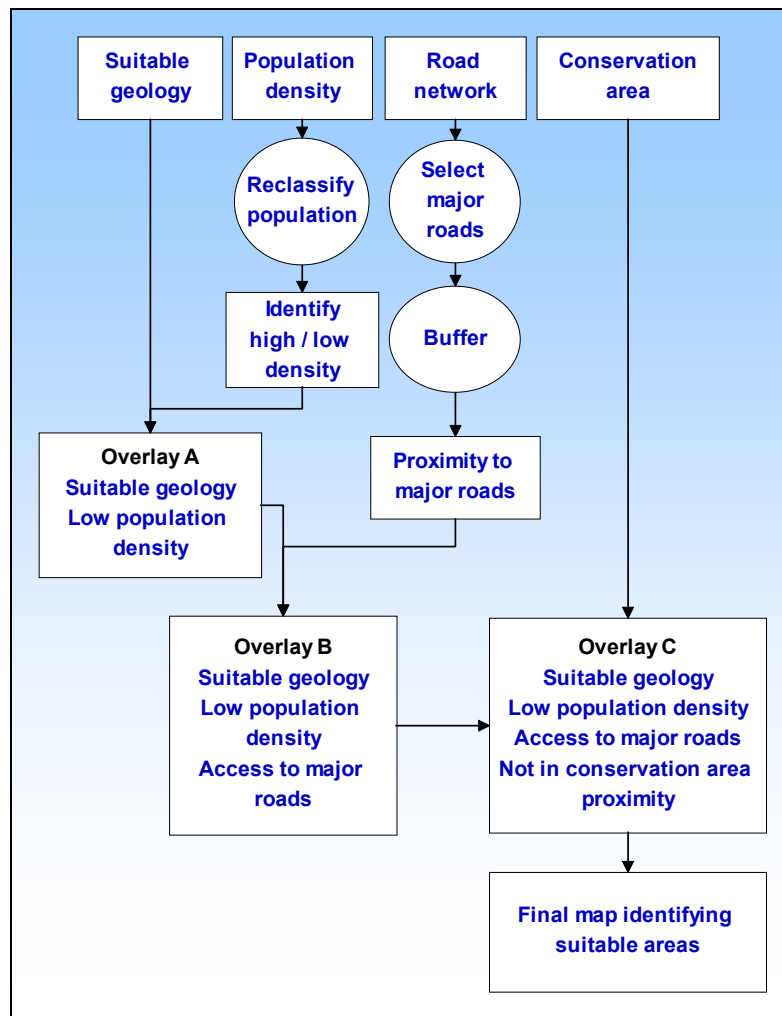 Suitable
geology
Population
density
Road
network
Conservation
area
Reclassify
population
Select
major
roads
Identify
high / low
density
Buffer
Overlay A
Suitable geology
Low population
density
Proximity to
major roads
Overlay B
Suitable geology
Low population
density
Access to major
roads
Overlay C
Suitable geology
Low population density
Access to major roads
Not in conservation area
proximity
Final map identifying
suitable areas